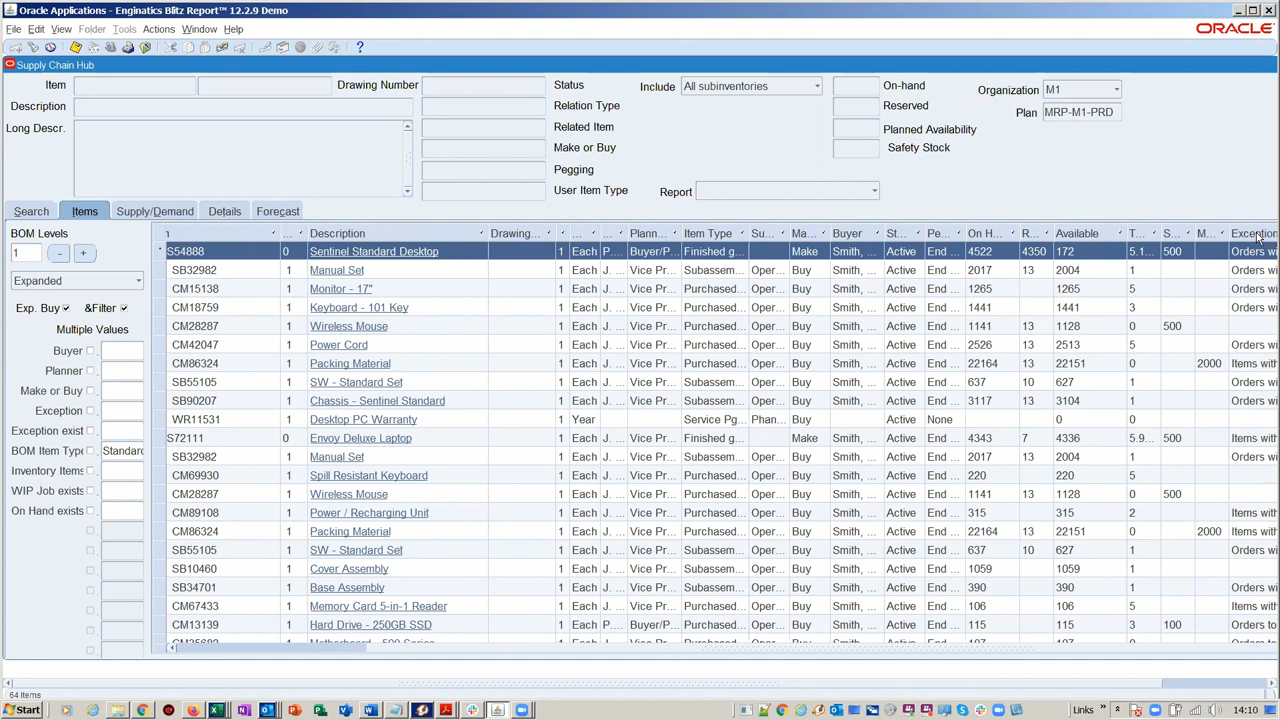 Oracle Applications - Enginatics Blitz Report™ 12.2.9 Demo
File Edit View Folder Tools Actions Window Help
ORACLE
Supply Chain Hub
Item Drawing Number Status Include All subinventories On-hand Organization M1
Description Relation Type Reserved Plan MRP-M1-PRD
Long Descr. Related Item Planned Availability
Make or Buy Safety Stock
Pegging
User Item Type Report
Search Items Supply/Demand Details Forecast
BOM Levels
1 - +
Expanded
Exp. Buy &Filter
Multiple Values
Buyer
Planner
Make or Buy
Exception
Exception exist
BOM Item Type Standard
Inventory Items
WIP Job exists
On Hand exists
... Description Drawing... ... Plann... Item Type Su... Ma... Buyer St... Pe... On H... R... Available T... S... M... Exception
S54888 0 Sentinel Standard Desktop 1 Each P... Buyer/P... Finished g... Make Smith, ... Active End ... 4522 4350 172 5.1... 500 Orders wi
SB32982 1 Manual Set 1 Each J. ... Vice Pr... Subassem... Oper... Buy Smith, ... Active End ... 2017 13 2004 1 Orders wi
CM15138 1 Monitor - 17" 1 Each J. ... Vice Pr... Purchased... Oper... Buy Smith, ... Active End ... 1265 1265 5 Orders wi
CM18759 1 Keyboard - 101 Key 1 Each J. ... Vice Pr... Purchased... Oper... Buy Smith, ... Active End ... 1441 1441 3 Orders wi
CM28287 1 Wireless Mouse 1 Each J. ... Vice Pr... Purchased... Oper... Buy Smith, ... Active End ... 1141 13 1128 0 500
CM42047 1 Power Cord 1 Each J. ... Vice Pr... Purchased... Oper... Buy Smith, ... Active End ... 2526 13 2513 5 Orders wi
CM86324 1 Packing Material 1 Each J. ... Vice Pr... Purchased... Oper... Buy Smith, ... Active End ... 22164 13 22151 0 2000 Items with
SB55105 1 SW - Standard Set 1 Each J. ... Vice Pr... Subassem... Oper... Buy Smith, ... Active End ... 637 10 627 1 Orders wi
SB90207 1 Chassis - Sentinel Standard 1 Each J. ... Vice Pr... Subassem... Oper... Buy Smith, ... Active End ... 3117 13 3104 1 Orders wi
WR11531 1 Desktop PC Warranty 1 Year Service Pg... Phan... Buy Active None 0 0
S72111 0 Envoy Deluxe Laptop 1 Each J. ... Vice Pr... Finished g... Make Smith, ... Active End ... 4343 7 4336 5.9... 500 Items with
SB32982 1 Manual Set 1 Each J. ... Vice Pr... Subassem... Oper... Buy Smith, ... Active End ... 2017 13 2004 1 Orders wi
CM69930 1 Spill Resistant Keyboard 1 Each J. ... Vice Pr... Purchased... Oper... Buy Smith, ... Active End ... 220 220 5
CM28287 1 Wireless Mouse 1 Each J. ... Vice Pr... Purchased... Oper... Buy Smith, ... Active End ... 1141 13 1128 0 500
CM89108 1 Power / Recharging Unit 1 Each J. ... Vice Pr... Purchased... Oper... Buy Smith, ... Active End ... 315 315 2 Items with
CM86324 1 Packing Material 1 Each J. ... Vice Pr... Purchased... Oper... Buy Smith, ... Active End ... 22164 13 22151 0 2000 Items with
SB55105 1 SW - Standard Set 1 Each J. ... Vice Pr... Subassem... Oper... Buy Smith, ... Active End ... 637 10 627 1 Orders wi
SB10460 1 Cover Assembly 1 Each J. ... Vice Pr... Subassem... Oper... Buy Smith, ... Active End ... 1059 1059 1
SB34701 1 Base Assembly 1 Each J. ... Vice Pr... Subassem... Oper... Buy Smith, ... Active End ... 390 390 1 Orders wi
CM67433 1 Memory Card 5-in-1 Reader 1 Each J. ... Vice Pr... Purchased... Oper... Buy Smith, ... Active End ... 106 106 5 Items with
CM13139 1 Hard Drive - 250GB SSD 1 Each P... Buyer/P... Purchased... Oper... Buy Smith, ... Active End ... 115 115 3 100 Orders to
64 Items
Start Links 14:10